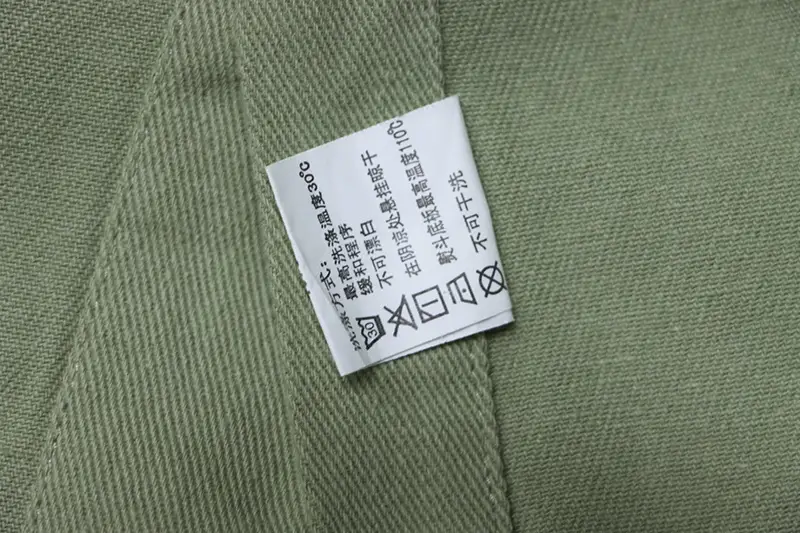 洗涤方式：最高洗涤温度30℃
缓和程序
不可漂白
在阴凉处悬挂晾干
熨斗底板最高温度110℃
不可干洗
30